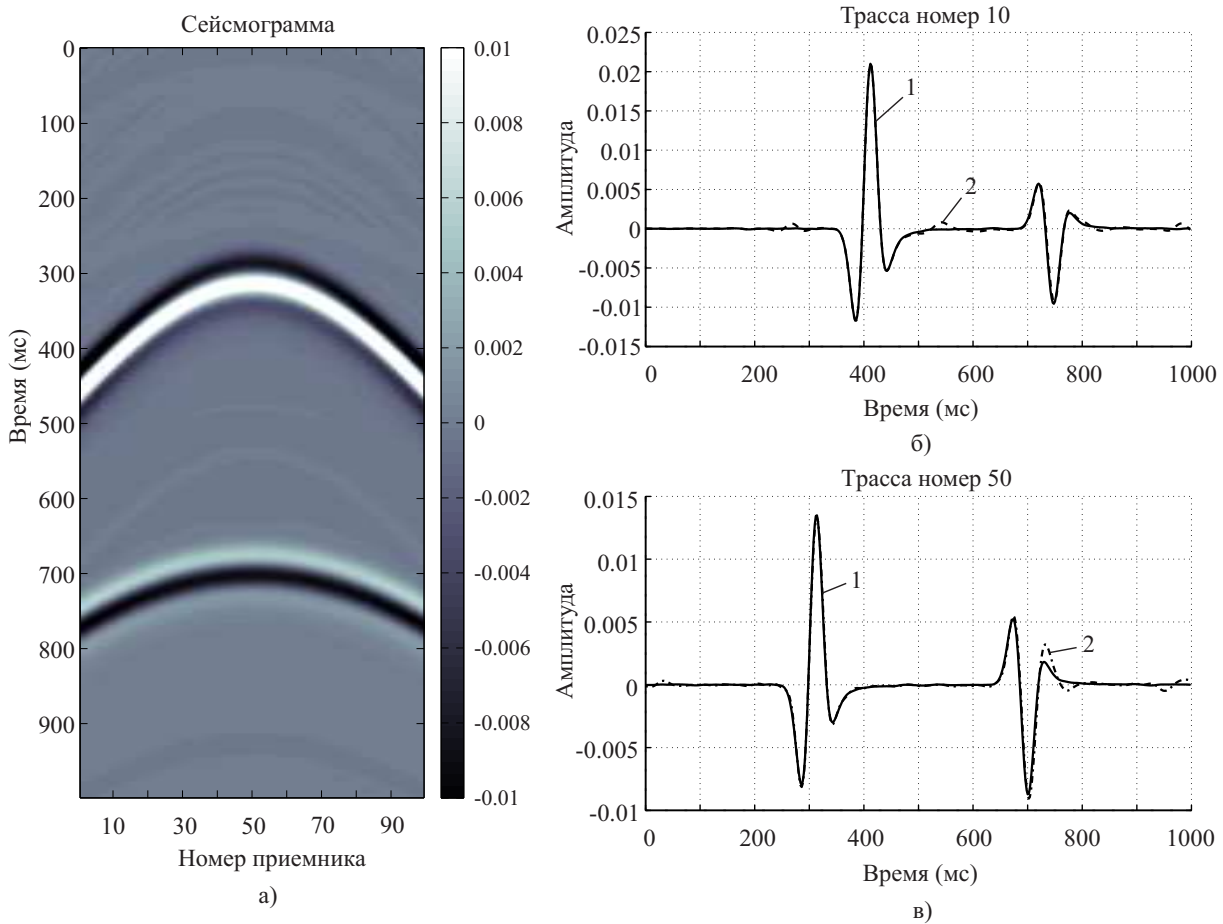 Сейсмограмма
0
100
200
300
400
500
600
700
800
900
Время (мс)
10 30 50 70 90
Номер приемника
а)
0.01
0.008
0.006
0.004
0.002
0
-0.002
-0.004
-0.006
-0.008
-0.01
Трасса номер 10
0.025
0.02
0.015
0.01
0.005
0
-0.005
-0.01
-0.015
Амплитуда
1
2
0 200 400 600 800 1000
Время (мс)
б)
Трасса номер 50
0.015
0.01
0.005
0
-0.005
-0.01
Амплитуда
1
2
0 200 400 600 800 1000
Время (мс)
в)